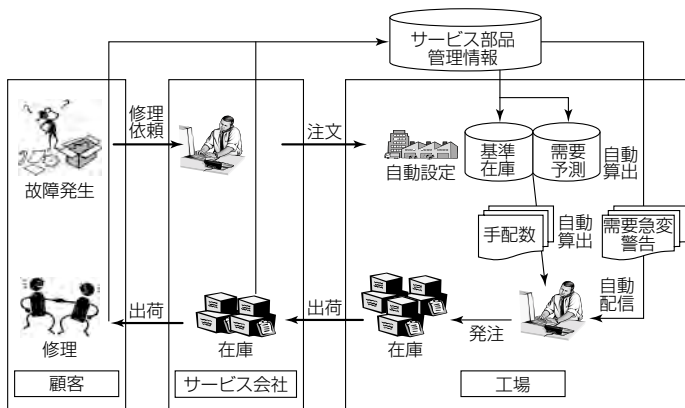 サービス部品
管理情報
修理
依頼
注文
故障発生
自動設定
基準
在庫
需要
予測
自動
算出
手配数
自動
算出
需要急変
警告
自動
配信
出荷
出荷
発注
修理
在庫
在庫
顧客
サービス会社
工場